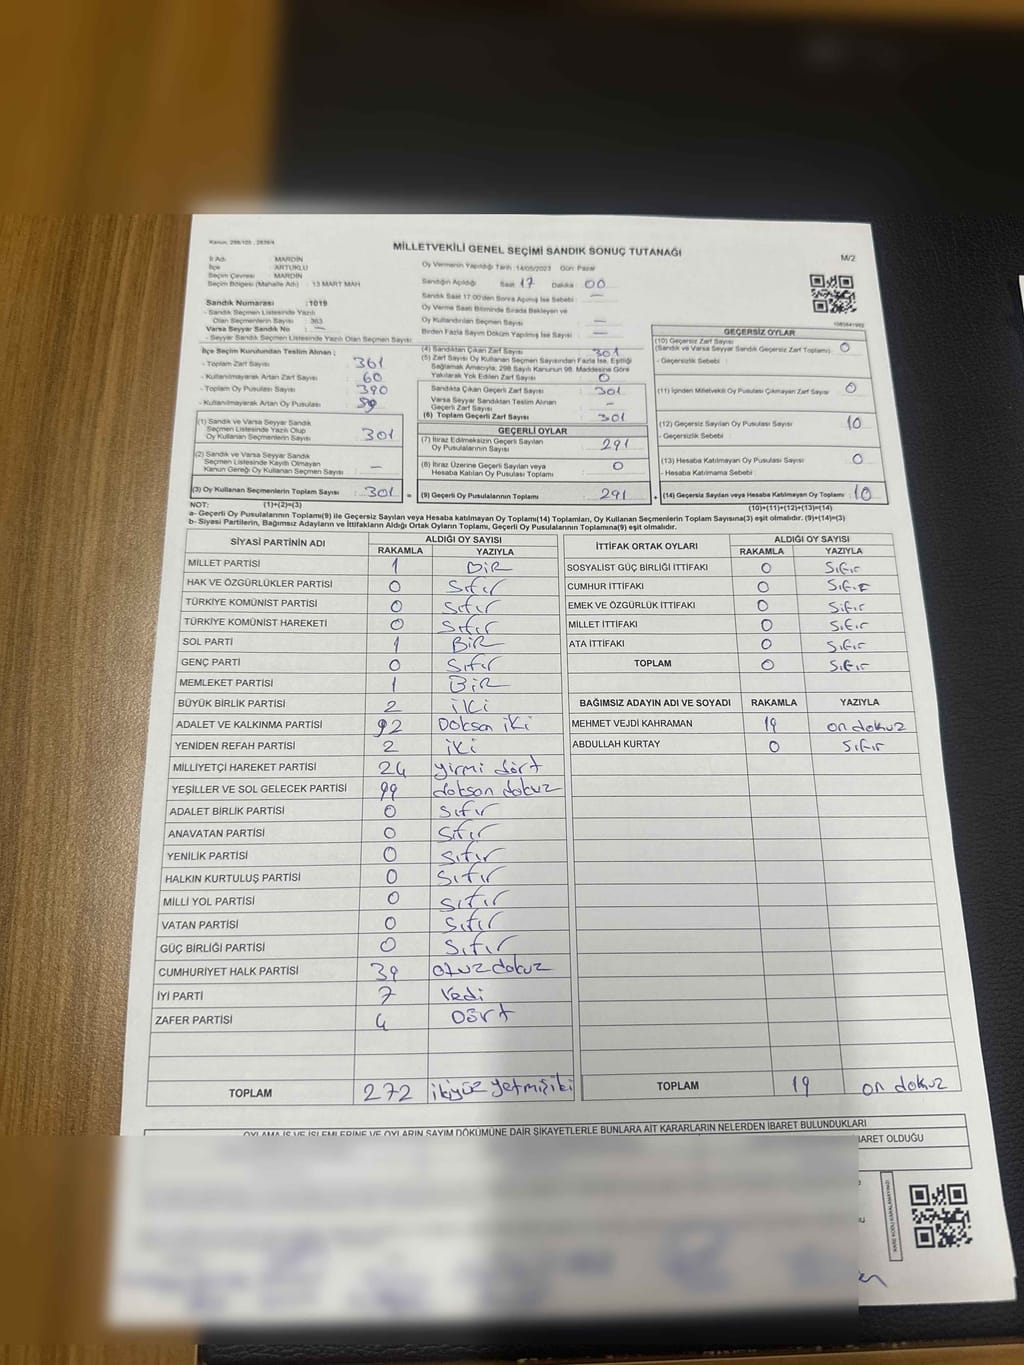 Kanun, 298/105 , 2839/4
MİLLETVEKİLİ GENEL SEÇİMİ SANDIK SONUÇ TUTANAĞI
M/2
İl Adı : MARDİN
İlçe : ARTUKLU
Seçim Çevresi : MARDİN
Seçim Bölgesi (Mahalle Adı) : 13 MART MAH
Sandık Numarası : 1019
- Sandık Seçmen Listesinde Yazılı
Olan Seçmenlerin Sayısı : 363
Varsa Seyyar Sandık No : —
- Seyyar Sandık Seçmen Listesinde Yazılı Olan Seçmen Sayısı
İlçe Seçim Kurulundan Teslim Alınan ;
- Toplam Zarf Sayısı : 361
- Kullanılmayarak Artan Zarf Sayısı : 60
- Toplam Oy Pusulası Sayısı : 390
- Kullanılmayarak Artan Oy Pusulası : 89
(1) Sandık ve Varsa Seyyar Sandık
Seçmen Listesinde Yazılı Olup
Oy Kullanan Seçmenlerin Sayısı : 301
(2) Sandık ve Varsa Seyyar Sandık
Seçmen Listesinde Kayıtlı Olmayan
Kanun Gereği Oy Kullanan Seçmen Sayısı : —
(3) Oy Kullanan Seçmenlerin Toplam Sayısı : 301
Oy Vermenin Yapıldığı Tarih : 14/05/2023 Gün: Pazar
Sandığın Açıldığı Saat : 17 Dakika : 00
Sandık Saat 17:00'den Sonra Açılmış İse Sebebi : —
Oy Verme Saati Bitiminde Sırada Bekleyen ve
Oy Kullandırılan Seçmen Sayısı : —
Birden Fazla Sayım Döküm Yapılmış İse Sayısı : —
(4) Sandıktan Çıkan Zarf Sayısı : 301
(5) Zarf Sayısı Oy Kullanan Seçmen Sayısından Fazla İse, Eşitliği
Sağlamak Amacıyla; 298 Sayılı Kanunun 98. Maddesine Göre
Yakılarak Yok Edilen Zarf Sayısı : 0
Sandıkta Çıkan Geçerli Zarf Sayısı : 301
Varsa Seyyar Sandıktan Teslim Alınan
Geçerli Zarf Sayısı : -
(6) Toplam Geçerli Zarf Sayısı : 301
GEÇERLİ OYLAR
(7) İtiraz Edilmeksizin Geçerli Sayılan
Oy Pusulalarının Sayısı : 291
(8) İtiraz Üzerine Geçerli Sayılan veya
Hesaba Katılan Oy Pusulası Toplamı : 0
= (9) Geçerli Oy Pusulalarının Toplamı : 291
GEÇERSİZ OYLAR
(10) Geçersiz Zarf Sayısı
(Sandık ve Varsa Seyyar Sandık Geçersiz Zarf Toplamı) : 0
- Geçersizlik Sebebi :
(11) İçinden Milletvekili Oy Pusulası Çıkmayan Zarf Sayısı : 0
(12) Geçersiz Sayılan Oy Pusulası Sayısı : 10
- Geçersizlik Sebebi :
(13) Hesaba Katılmayan Oy Pusulası Sayısı : 0
- Hesaba Katılmama Sebebi :
+ (14) Geçersiz Sayılan veya Hesaba Katılmayan Oy Toplamı : 10
NOT: (1)+(2)=(3) (10)+(11)+(12)+(13)=(14)
a- Geçerli Oy Pusulalarının Toplamı(9) ile Geçersiz Sayılan veya Hesaba katılmayan Oy Toplamı(14) Toplamları, Oy Kullanan Seçmenlerin Toplam Sayısına(3) eşit olmalıdır. (9)+(14)=(3)
b- Siyasi Partilerin, Bağımsız Adayların ve İttifakların Aldığı Ortak Oyların Toplamı, Geçerli Oy Pusulalarının Toplamına(9) eşit olmalıdır.
SİYASİ PARTİNİN ADI ALDIĞI OY SAYISI
RAKAMLA YAZIYLA
MİLLET PARTİSİ 1 BİR
HAK VE ÖZGÜRLÜKLER PARTİSİ 0 Sıfır
TÜRKİYE KOMÜNİST PARTİSİ 0 Sıfır
TÜRKİYE KOMÜNİST HAREKETİ 0 Sıfır
SOL PARTİ 1 BİR
GENÇ PARTİ 0 Sıfır
MEMLEKET PARTİSİ 1 BİR
BÜYÜK BİRLİK PARTİSİ 2 iki
ADALET VE KALKINMA PARTİSİ 92 Doksan iki
YENİDEN REFAH PARTİSİ 2 iki
MİLLİYETÇİ HAREKET PARTİSİ 24 yirmi dört
YEŞİLLER VE SOL GELECEK PARTİSİ 99 doksan dokuz
ADALET BİRLİK PARTİSİ 0 Sıfır
ANAVATAN PARTİSİ 0 Sıfır
YENİLİK PARTİSİ 0 Sıfır
HALKIN KURTULUŞ PARTİSİ 0 Sıfır
MİLLİ YOL PARTİSİ 0 Sıfır
VATAN PARTİSİ 0 Sıfır
GÜÇ BİRLİĞİ PARTİSİ 0 Sıfır
CUMHURİYET HALK PARTİSİ 39 otuz dokuz
İYİ PARTİ 7 Yedi
ZAFER PARTİSİ 4 Dört
TOPLAM 272 ikiyüz yetmişiki
İTTİFAK ORTAK OYLARI ALDIĞI OY SAYISI
RAKAMLA YAZIYLA
SOSYALİST GÜÇ BİRLİĞİ İTTİFAKI 0 Sıfır
CUMHUR İTTİFAKI 0 Sıfır
EMEK VE ÖZGÜRLÜK İTTİFAKI 0 Sıfır
MİLLET İTTİFAKI 0 Sıfır
ATA İTTİFAKI 0 Sıfır
TOPLAM 0 Sıfır
BAĞIMSIZ ADAYIN ADI VE SOYADI RAKAMLA YAZIYLA
MEHMET VEJDİ KAHRAMAN 19 on dokuz
ABDULLAH KURTAY 0 sıfır
TOPLAM 19 on dokuz
OYLAMA İŞ VE İŞLEMLERİNE VE OYLARIN SAYIM DÖKÜMÜNE DAİR ŞİKAYETLERLE BUNLARA AİT KARARLARIN NELERDEN İBARET BULUNDUKLARI
BARET OLDUĞU